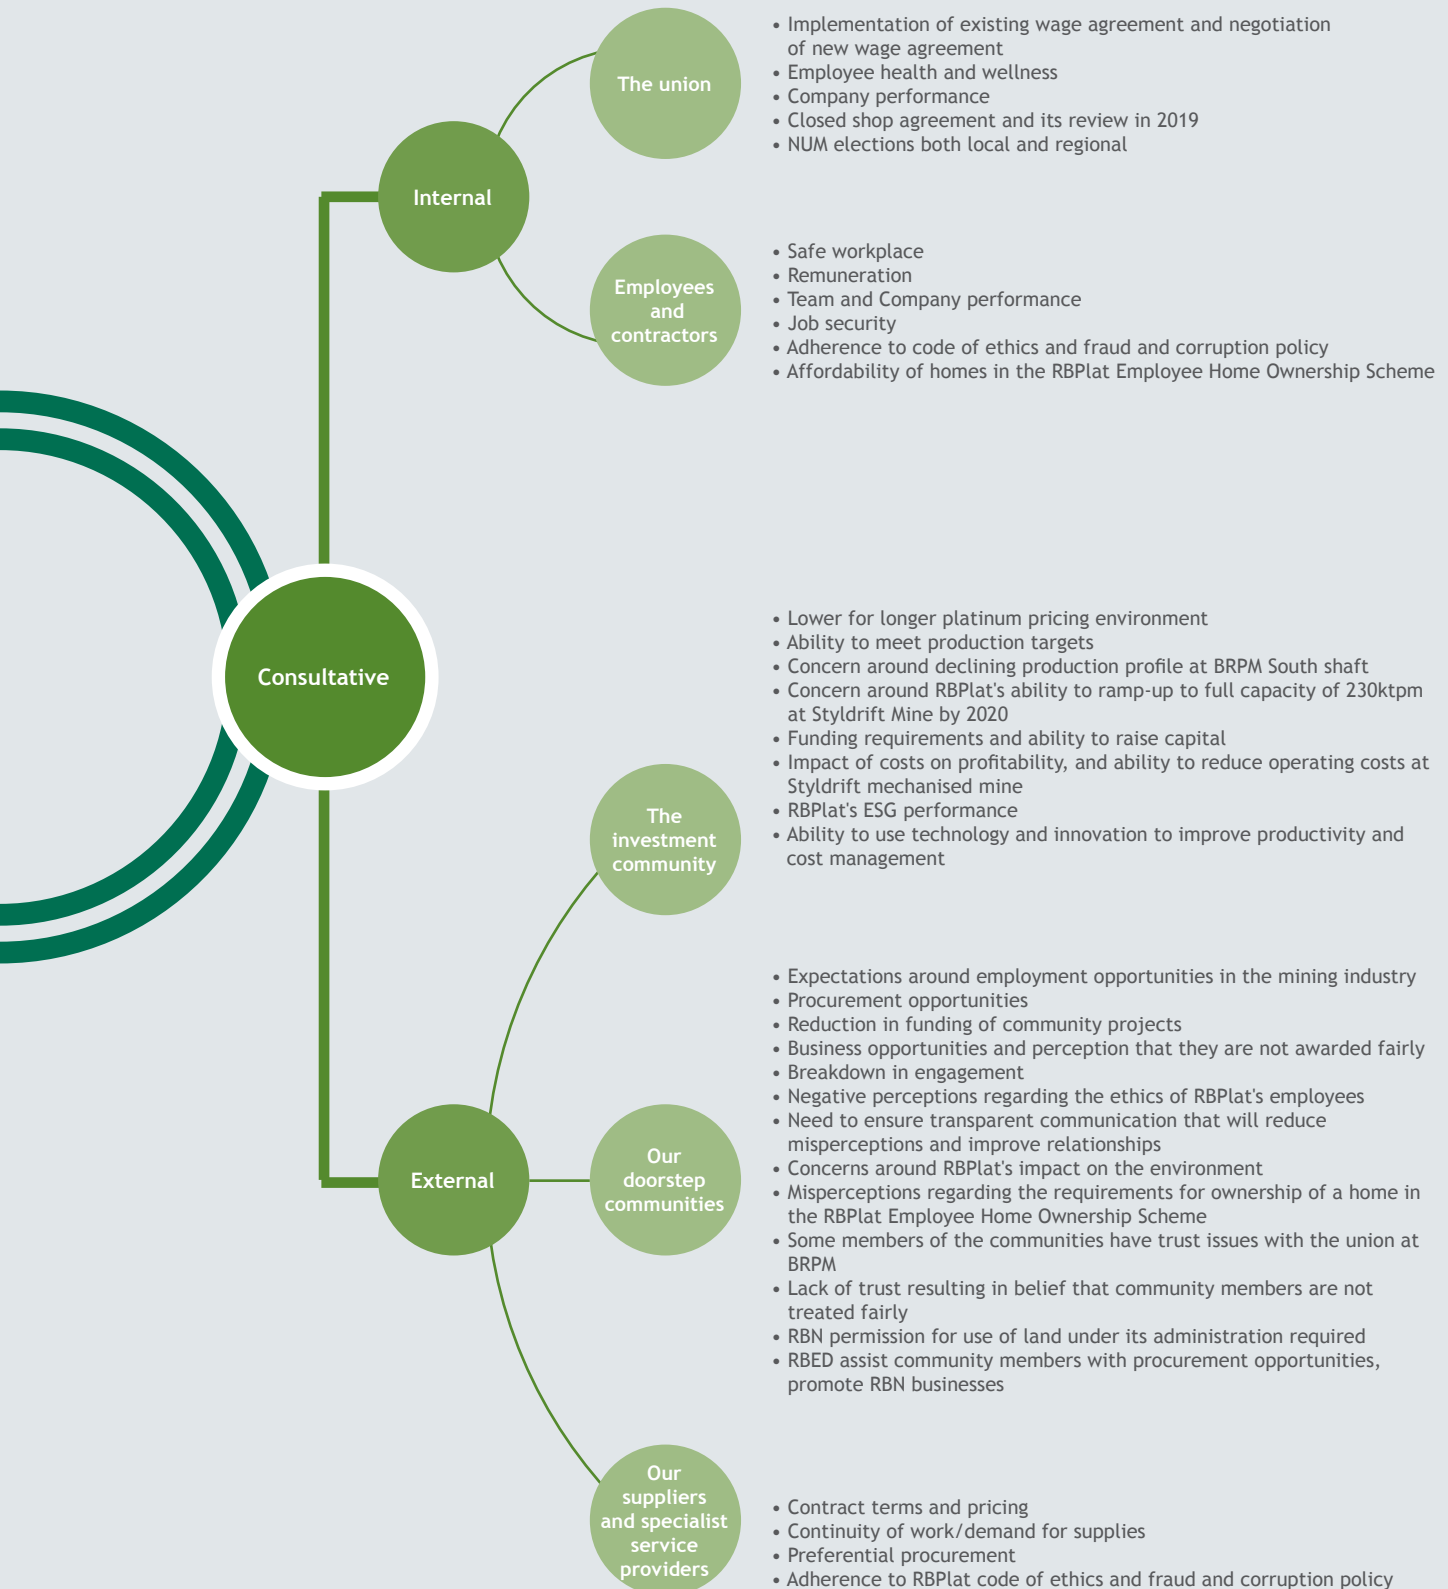 The union
• Implementation of existing wage agreement and negotiation
of new wage agreement
• Employee health and wellness
• Company performance
• Closed shop agreement and its review in 2019
• NUM elections both local and regional
Internal
Employees
and
contractors
• Safe workplace
• Remuneration
• Team and Company performance
• Job security
• Adherence to code of ethics and fraud and corruption policy
• Affordability of homes in the RBPlat Employee Home Ownership Scheme
Consultative
The
investment
community
• Lower for longer platinum pricing environment
• Ability to meet production targets
• Concern around declining production profile at BRPM South shaft
• Concern around RBPlat's ability to ramp-up to full capacity of 230ktpm
at Styldrift Mine by 2020
• Funding requirements and ability to raise capital
• Impact of costs on profitability, and ability to reduce operating costs at
Styldrift mechanised mine
• RBPlat's ESG performance
• Ability to use technology and innovation to improve productivity and
cost management
External
Our
doorstep
communities
• Expectations around employment opportunities in the mining industry
• Procurement opportunities
• Reduction in funding of community projects
• Business opportunities and perception that they are not awarded fairly
• Breakdown in engagement
• Negative perceptions regarding the ethics of RBPlat's employees
• Need to ensure transparent communication that will reduce
misperceptions and improve relationships
• Concerns around RBPlat's impact on the environment
• Misperceptions regarding the requirements for ownership of a home in
the RBPlat Employee Home Ownership Scheme
• Some members of the communities have trust issues with the union at
BRPM
• Lack of trust resulting in belief that community members are not
treated fairly
• RBN permission for use of land under its administration required
• RBED assist community members with procurement opportunities,
promote RBN businesses
Our
suppliers
and specialist
service
providers
• Contract terms and pricing
• Continuity of work/demand for supplies
• Preferential procurement
• Adherence to RBPlat code of ethics and fraud and corruption policy